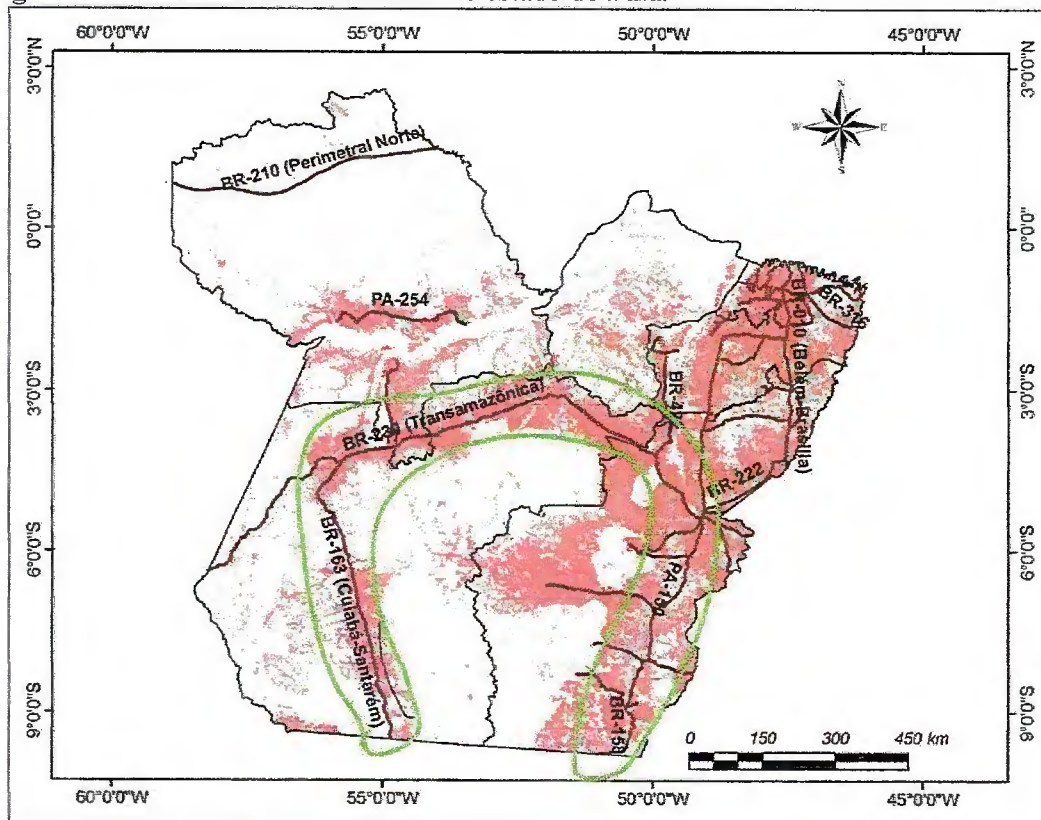 60°0'0"W 55°0'0"W 50°0'0"W 45°0'0"W
3°0'0"N 3°0'0"N
N
W E
S
BR-210 (Perimetral Norte)
0°0'0" 0°0'0"
PA-254
BR-316
BR-010 (Belém-Brasília)
3°0'0"S 3°0'0"S
BR-230 (Transamazônica)
BR-222
6°0'0"S 6°0'0"S
BR-163 (Cuiabá-Santarém)
PA-150
9°0'0"S 9°0'0"S
BR-158
0 150 300 450 km
60°0'0"W 55°0'0"W 50°0'0"W 45°0'0"W